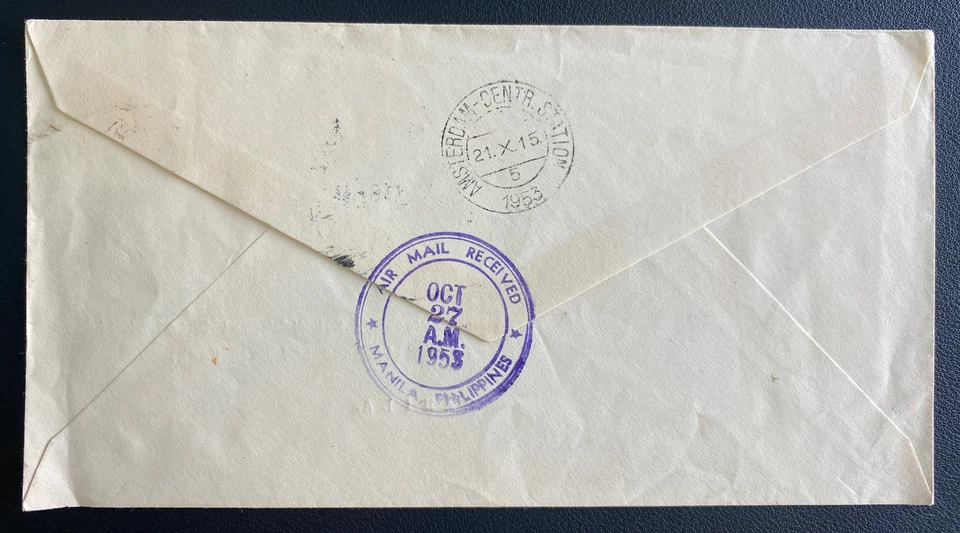 AMSTERDAM-CENTR.STATION
21.X.15
5
1953
AIR MAIL RECEIVED
OCT
27
A.M.
1953
MANILA PHILIPPINES